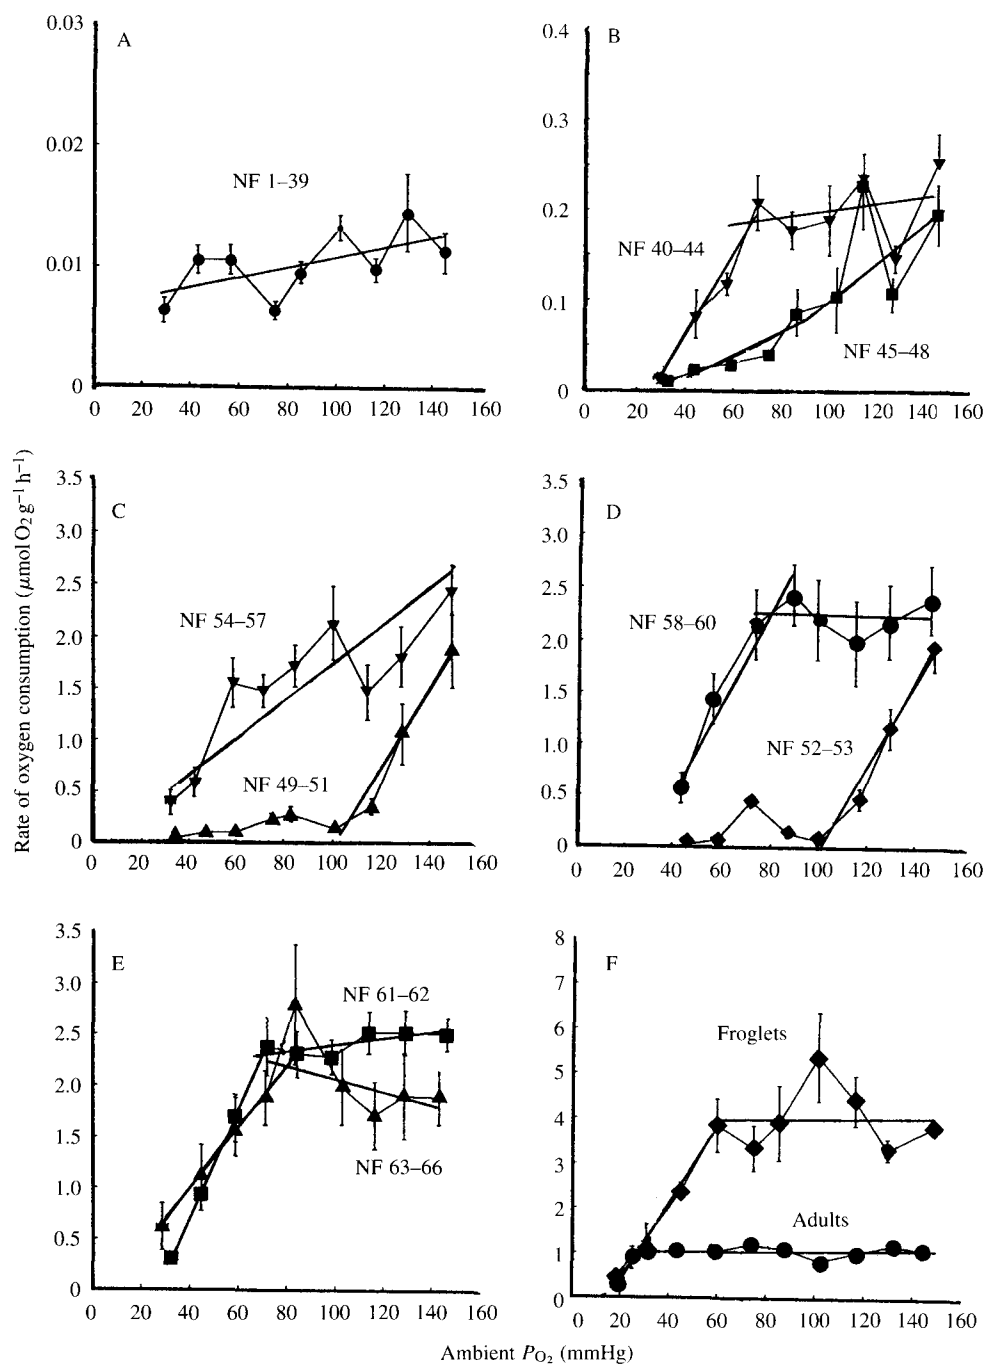 0.03
A
0.02
NF 1–39
0.01
0
0 20 40 60 80 100 120 140 160
0.4
B
0.3
0.2
NF 40–44
0.1
NF 45–48
0
0 20 40 60 80 100 120 140 160
Rate of oxygen consumption (μmol O2 g−1 h−1)
3.5
C
3.0
2.5
NF 54–57
2.0
1.5
1.0
NF 49–51
0.5
0
0 20 40 60 80 100 120 140 160
3.5
D
3.0
2.5
NF 58–60
2.0
1.5
NF 52–53
1.0
0.5
0
0 20 40 60 80 100 120 140 160
3.5
E
3.0
NF 61–62
2.5
2.0
1.5
NF 63–66
1.0
0.5
0
0 20 40 60 80 100 120 140 160
8
F
7
6
Froglets
5
4
3
2
Adults
1
0
0 20 40 60 80 100 120 140 160
Ambient PO2 (mmHg)